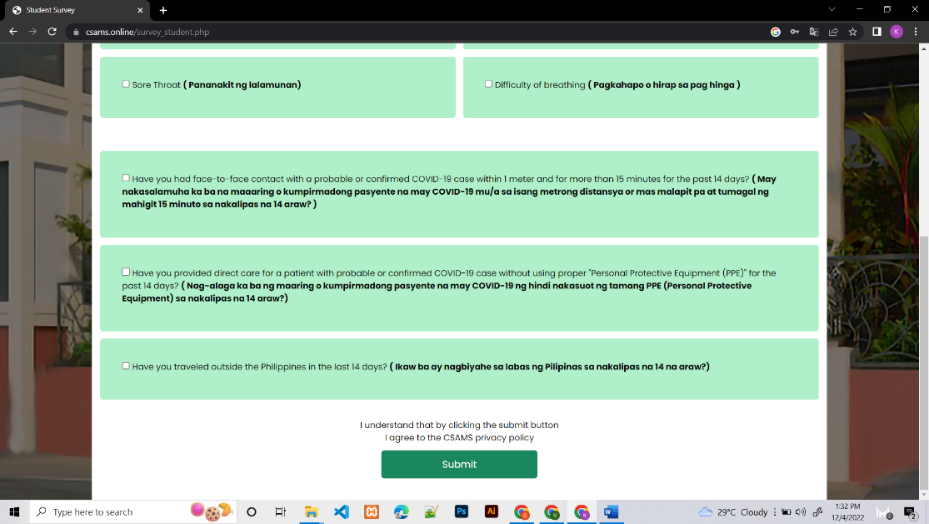 Student Survey
csams.online/survey_student.php
K
Sore Throat ( Pananakit ng lalamunan)
Difficulty of breathing ( Pagkahapo o hirap sa pag hinga )
Have you had face-to-face contact with a probable or confirmed COVID-19 case within 1 meter and for more than 15 minutes for the past 14 days? ( May
nakasalamuha ka ba na maaaring o kumpirmadong pasyente na may COVID-19 mu/a sa isang metrong distansya or mas malapit pa at tumagal ng
mahigit 15 minuto sa nakalipas na 14 araw? )
Have you provided direct care for a patient with probable or confirmed COVID-19 case without using proper "Personal Protective Equipment (PPE)" for the
past 14 days? ( Nag-alaga ka ba ng maaring o kumpirmadong pasyente na may COVID-19 ng hindi nakasuot ng tamang PPE (Personal Protective
Equipment) sa nakalipas na 14 araw?)
Have you traveled outside the Philippines in the last 14 days? ( Ikaw ba ay nagbiyahe sa labas ng Pilipinas sa nakalipas na 14 na araw?)
I understand that by clicking the submit button
I agree to the CSAMS privacy policy
Submit
Type here to search
Ps
Ai
29°C Cloudy
1:32 PM
12/4/2022
2